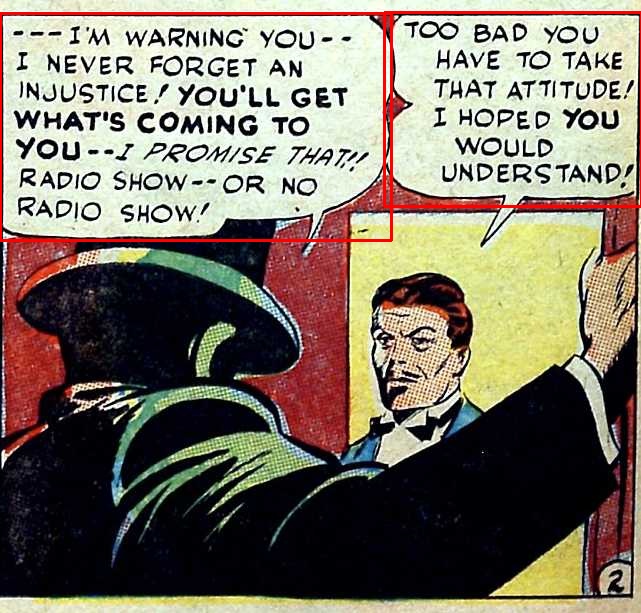 ---I'M WARNING YOU--
I NEVER FORGET AN
INJUSTICE! YOU'LL GET
WHAT'S COMING TO
YOU--I PROMISE THAT!!
RADIO SHOW--OR NO
RADIO SHOW!
TOO BAD YOU
HAVE TO TAKE
THAT ATTITUDE!
I HOPED YOU
WOULD
UNDERSTAND!
2